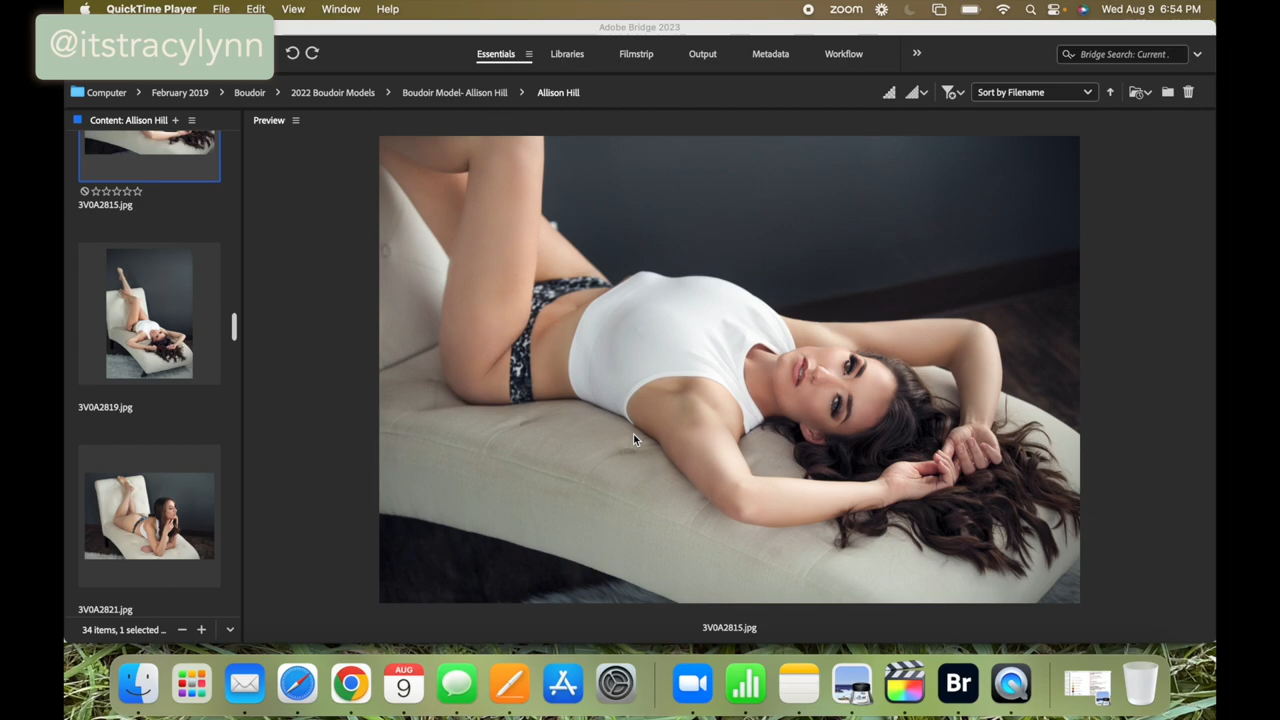 QuickTime Player File Edit View Window Help zoom Wed Aug 9 6:54 PM
Adobe Bridge 2023
@itstracylynn
Essentials Libraries Filmstrip Output Metadata Workflow Bridge Search: Current .
Computer February 2019 Boudoir 2022 Boudoir Models Boudoir Model- Allison Hill Allison Hill Sort by Filename
Content: Allison Hill Preview
3V0A2815.jpg
3V0A2819.jpg
3V0A2821.jpg
34 items, 1 selected ...
3V0A2815.jpg
AUG
9
Br